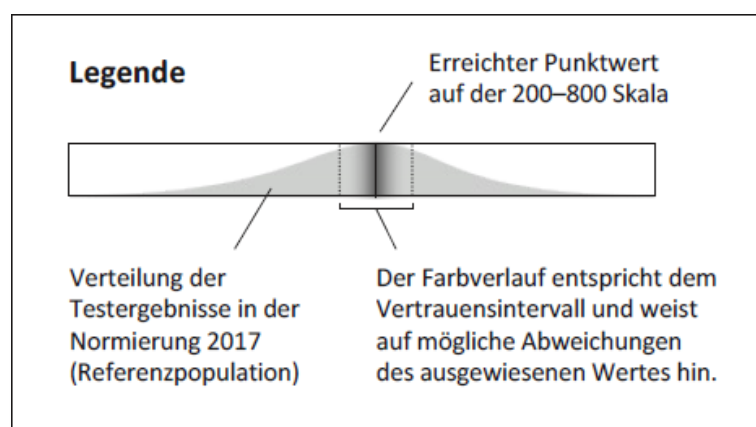 Legende
Erreichter Punktwert
auf der 200–800 Skala
Verteilung der
Testergebnisse in der
Normierung 2017
(Referenzpopulation)
Der Farbverlauf entspricht dem
Vertrauensintervall und weist
auf mögliche Abweichungen
des ausgewiesenen Wertes hin.